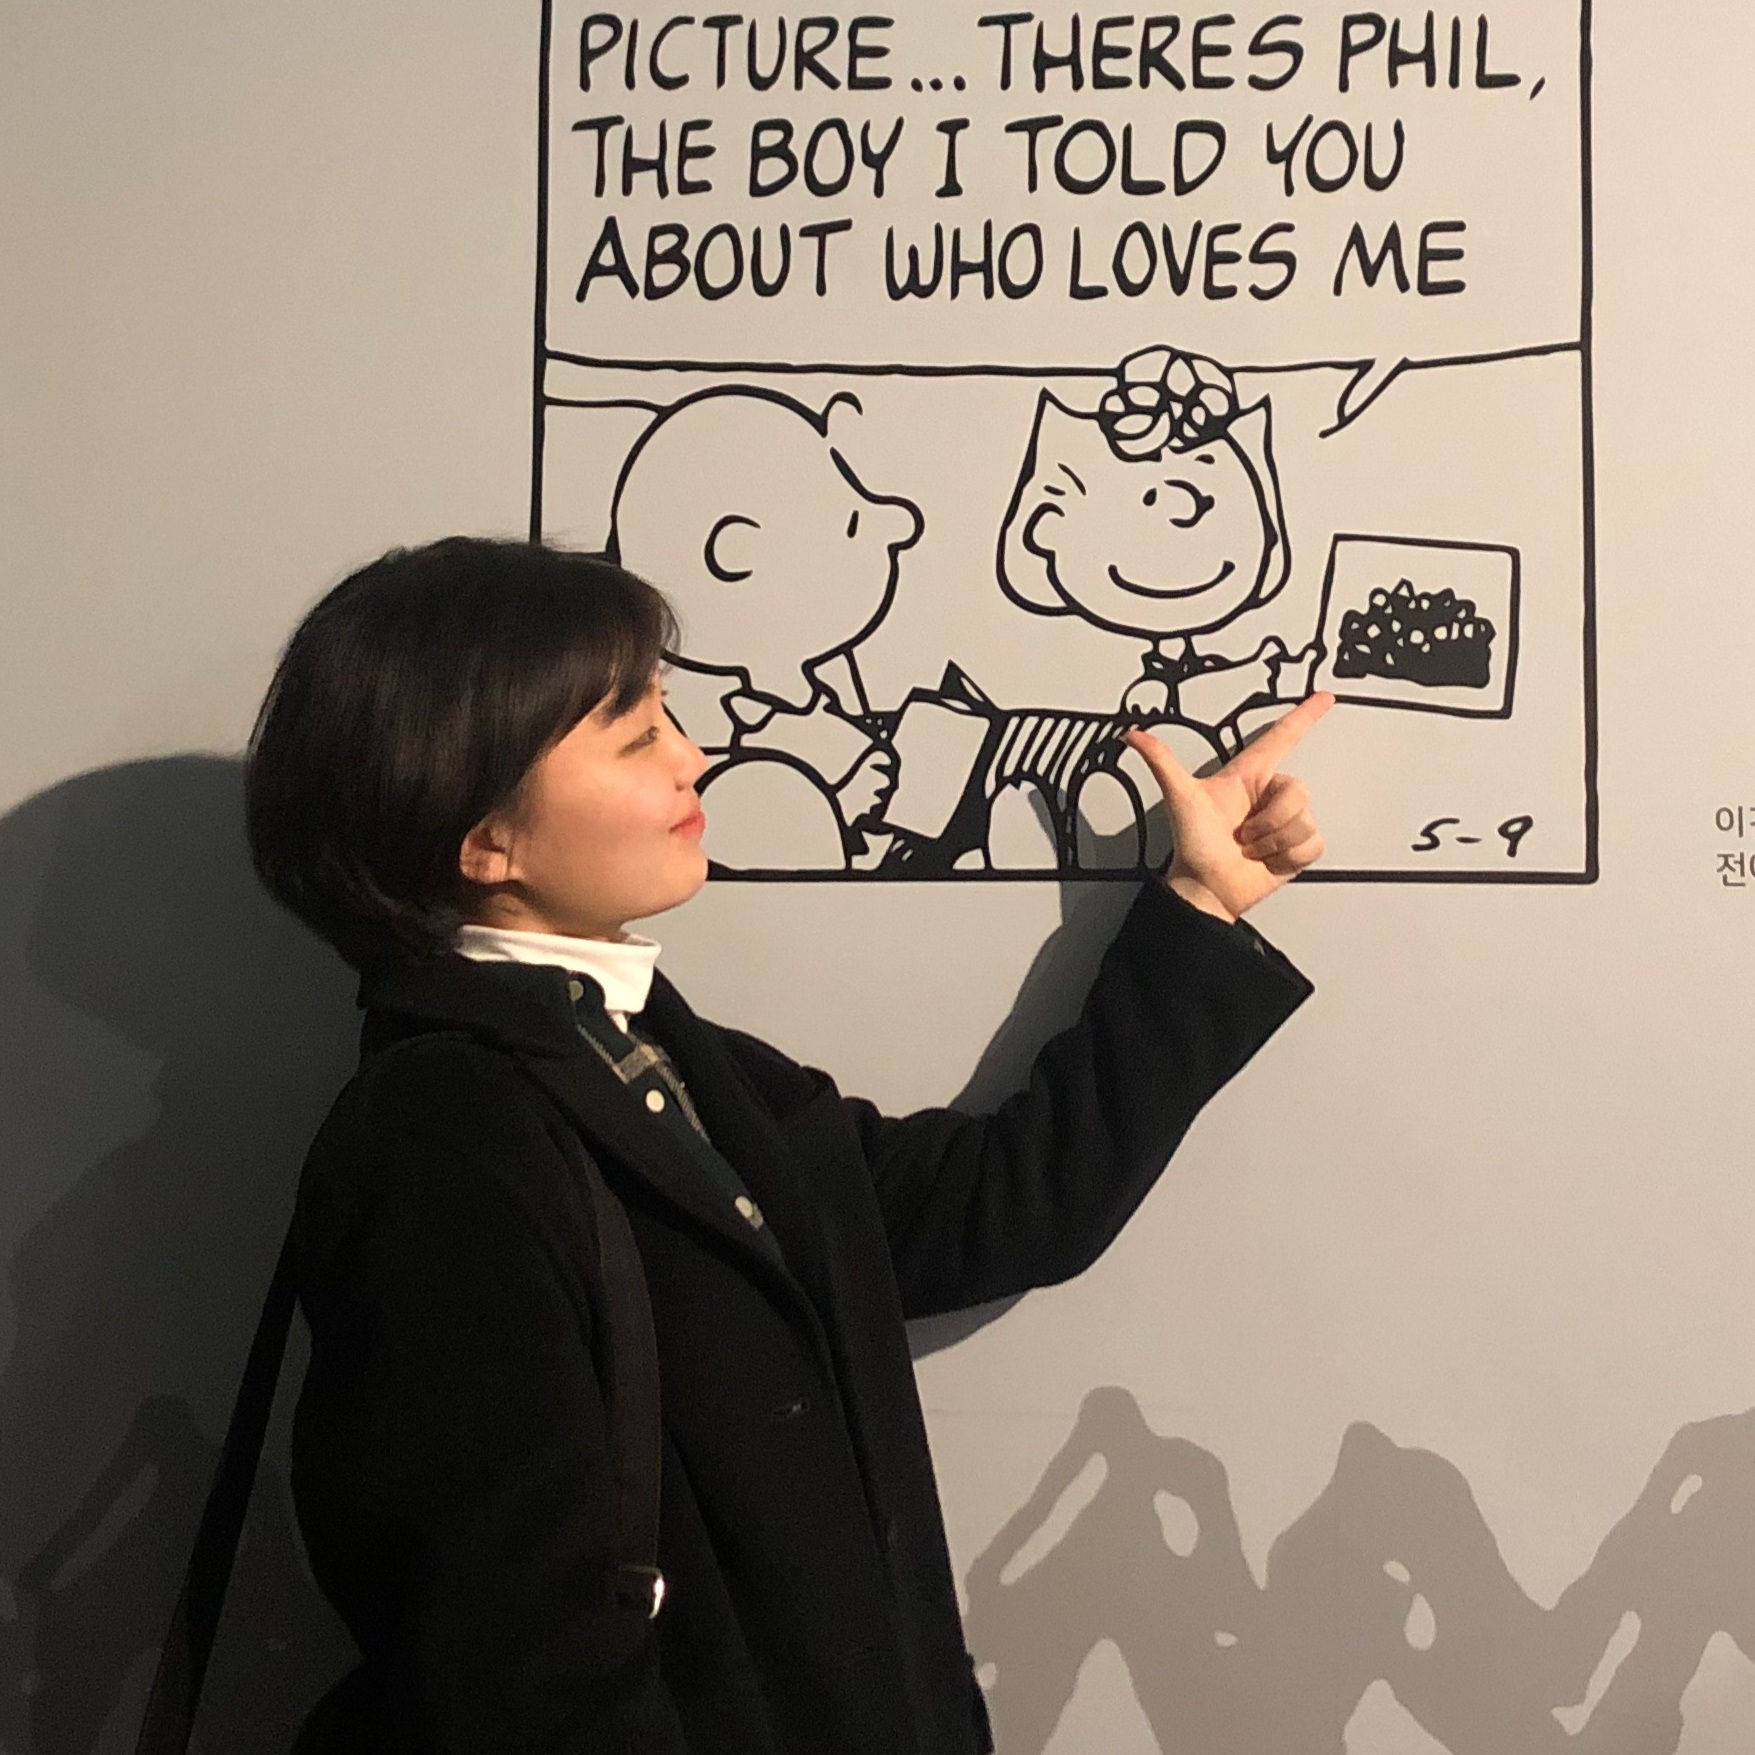 PICTURE... THERES PHIL,
THE BOY I TOLD YOU
ABOUT WHO LOVES ME
5-9